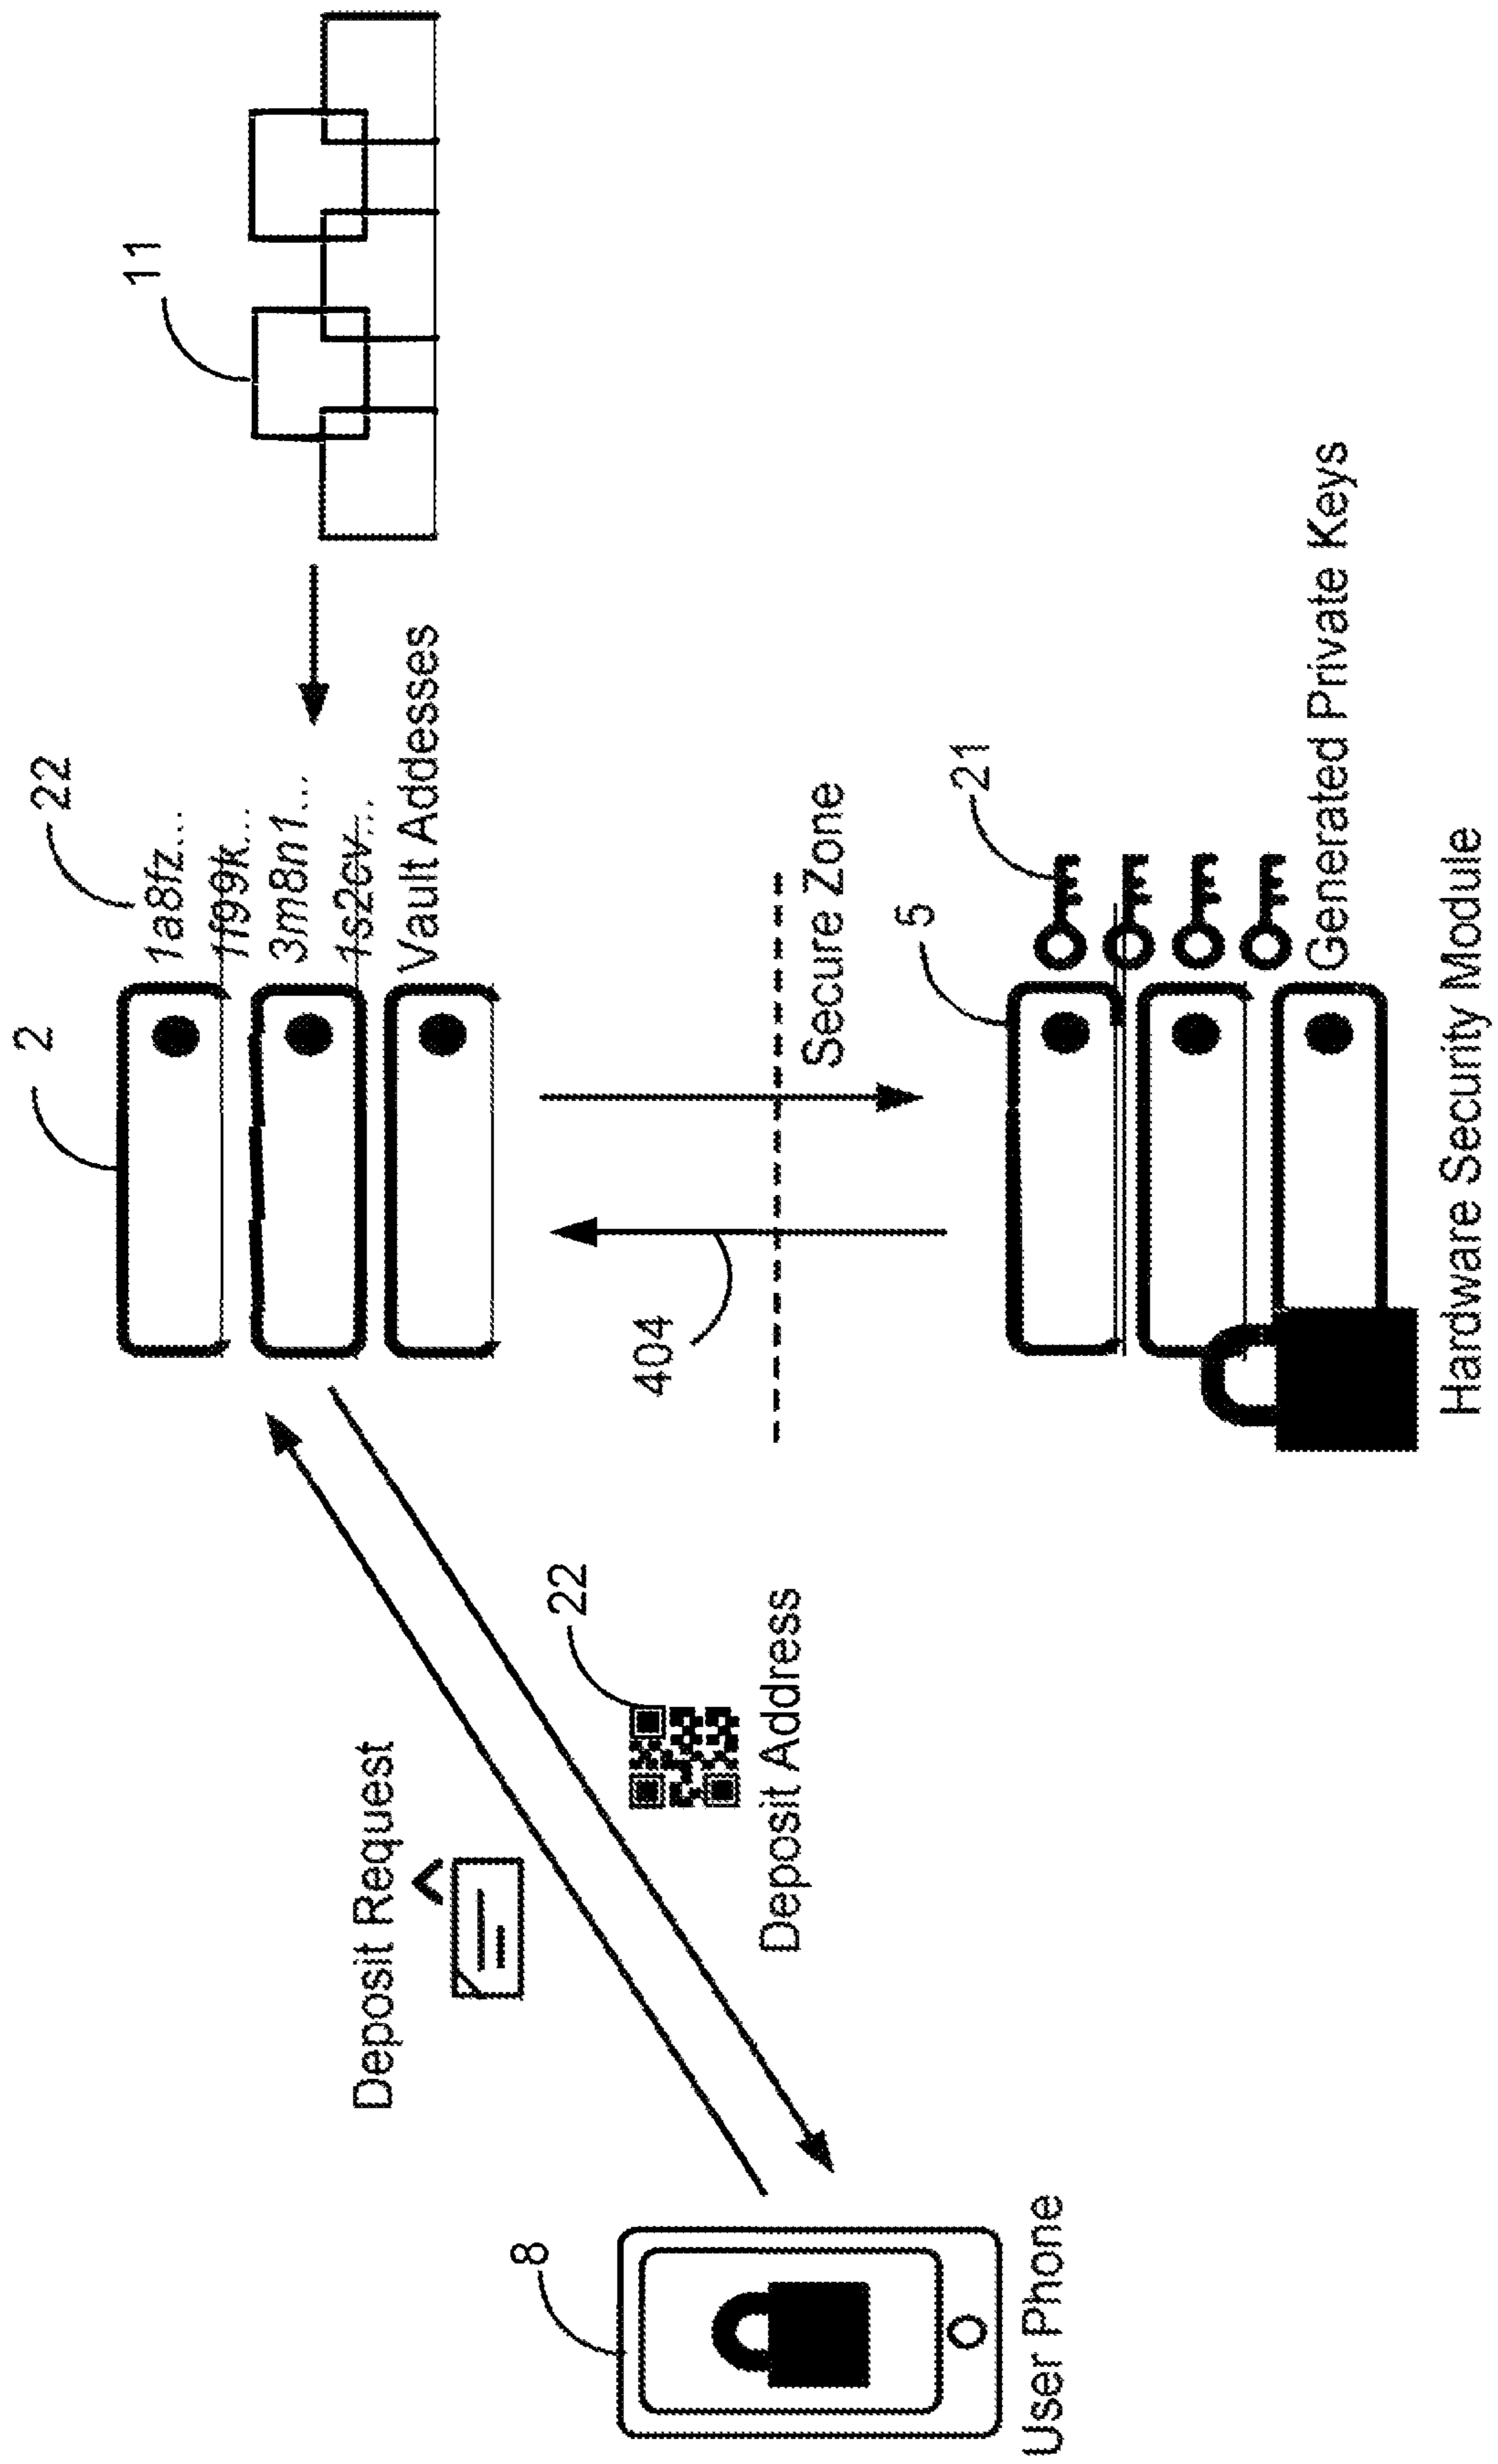 2
22
1a8fz...
1f99k...
3m8n1...
1s2cv...
Vault Addesses
11
Deposit Request
22
Deposit Address
8
User Phone
404
Secure Zone
5
21
Generated Private Keys
Hardware Security Module